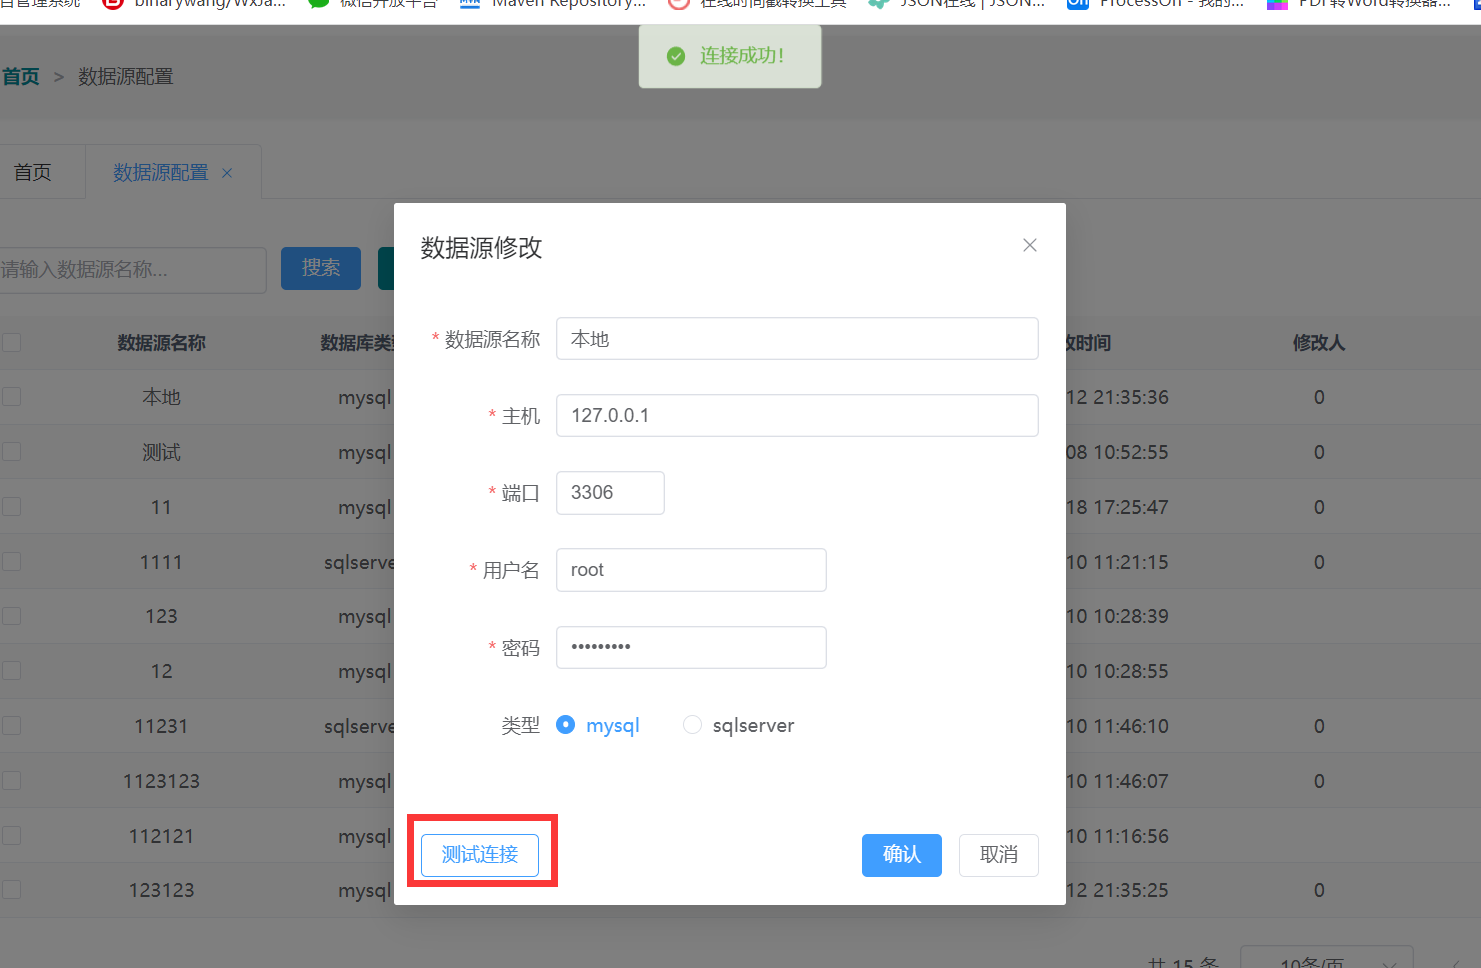 binarywang/WxJa...
微信开放平台
Maven Repository...
在线时间戳转换工具
JSON在线 | JSON...
ProcessOn - 我的...
PDF转Word转换器...
连接成功!
首页 > 数据源配置
首页
数据源配置 ×
请输入数据源名称...
搜索
数据源修改
数据源名称 数据库类 改时间 修改人
本地 mysql 12 21:35:36 0
测试 mysql 08 10:52:55 0
11 mysql 18 17:25:47 0
1111 sqlserve 10 11:21:15 0
123 mysql 10 10:28:39
12 mysql 10 10:28:55
11231 sqlserve 10 11:46:10 0
1123123 mysql 10 11:46:07 0
112121 mysql 10 11:16:56
123123 mysql 12 21:35:25 0
* 数据源名称 本地
* 主机 127.0.0.1
* 端口 3306
* 用户名 root
* 密码 •••••••••
类型 mysql sqlserver
测试连接 确认 取消
共 15 条 10条/页